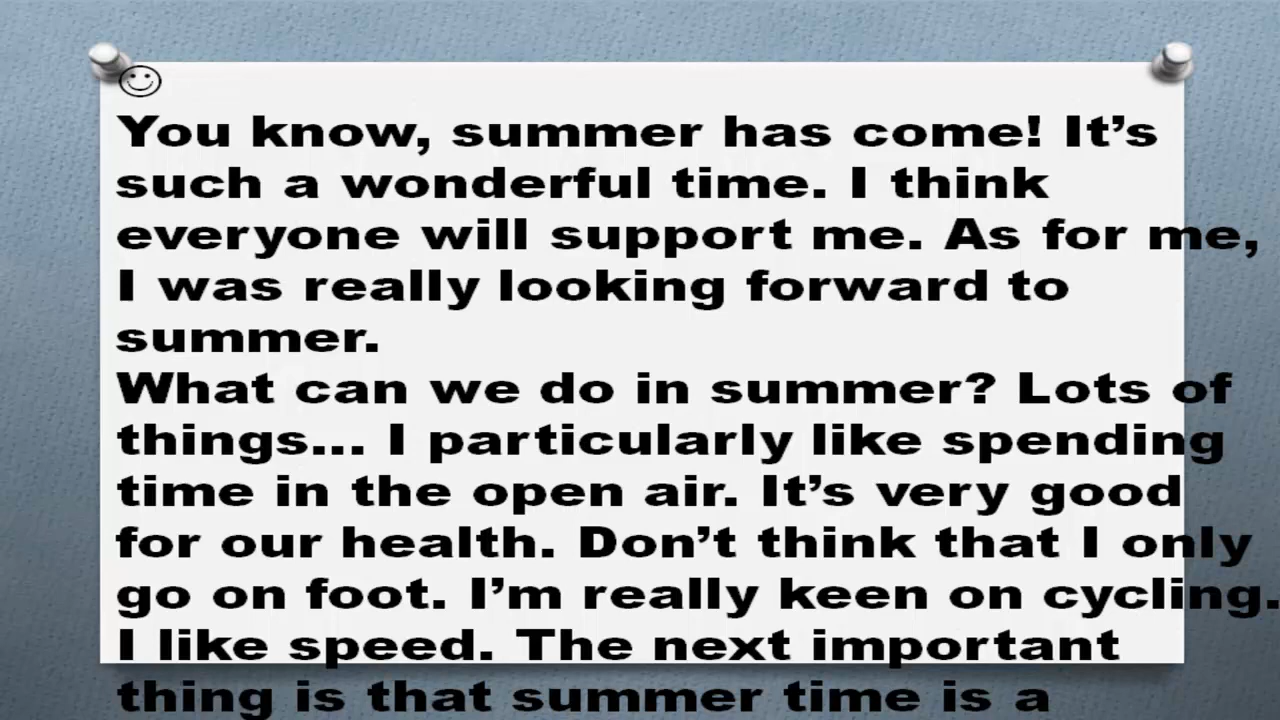 You know, summer has come! It’s
such a wonderful time. I think
everyone will support me. As for me,
I was really looking forward to
summer.
What can we do in summer? Lots of
things… I particularly like spending
time in the open air. It’s very good
for our health. Don’t think that I only
go on foot. I’m really keen on cycling.
I like speed. The next important
thing is that summer time is a